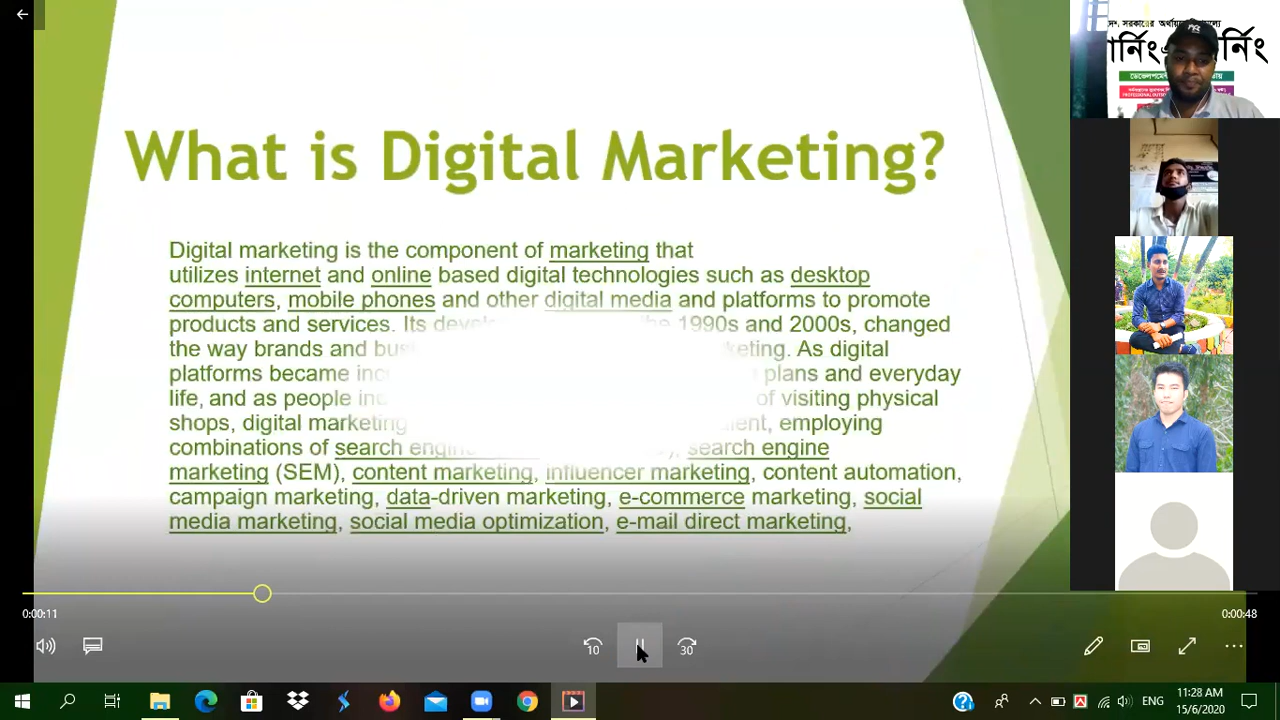 What is Digital Marketing?
Digital marketing is the component of marketing that
utilizes internet and online based digital technologies such as desktop
computers, mobile phones and other digital media and platforms to promote
products and services. Its 1990s and 2000s, changed
the way brands and keting. As digital
platforms became plans and everyday
life, and as people of visiting physical
shops, digital marketing employing
combinations of search search engine
marketing (SEM), content marketing, influencer marketing, content automation,
campaign marketing, data-driven marketing, e-commerce marketing, social
media marketing, social media optimization, e-mail direct marketing,
0:00:11
0:00:48
10
30
ENG
11:28 AM
15/6/2020